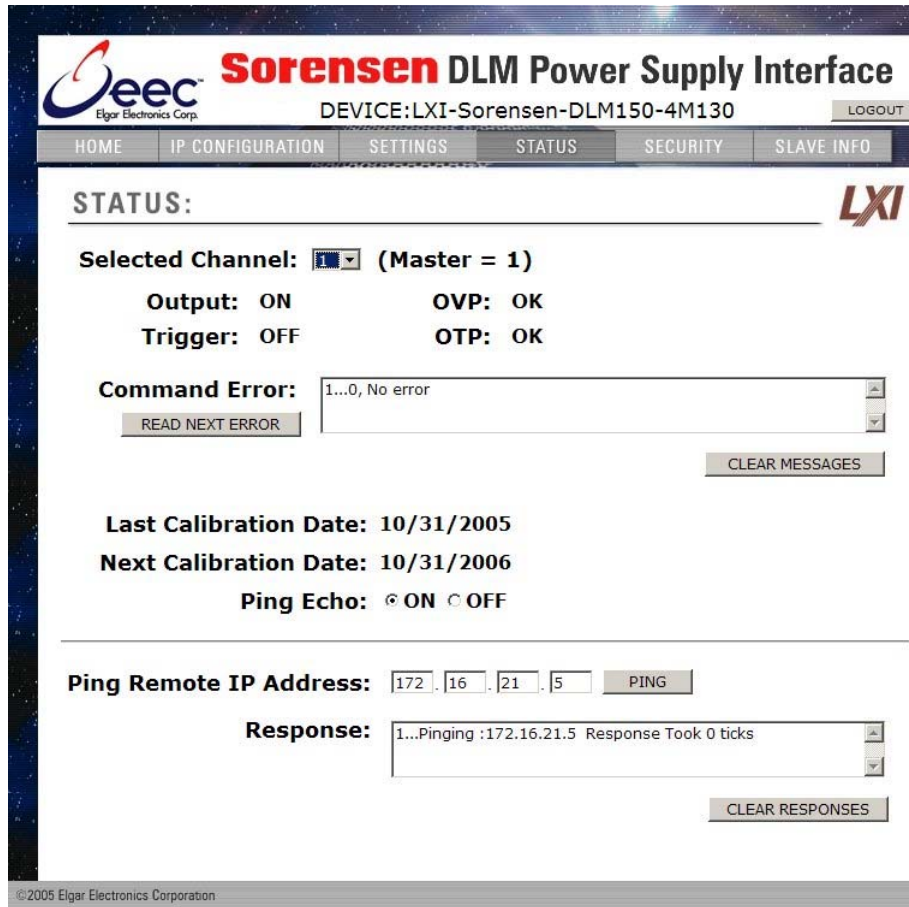 eec™ Sorensen DLM Power Supply Interface
Elgar Electronics Corp. DEVICE:LXI-Sorensen-DLM150-4M130 LOGOUT
HOME IP CONFIGURATION SETTINGS STATUS SECURITY SLAVE INFO
STATUS: LXI
Selected Channel: 1 (Master = 1)
Output: ON OVP: OK
Trigger: OFF OTP: OK
Command Error: 1...0, No error
READ NEXT ERROR
CLEAR MESSAGES
Last Calibration Date: 10/31/2005
Next Calibration Date: 10/31/2006
Ping Echo: ON OFF
Ping Remote IP Address: 172 . 16 . 21 . 5 PING
Response: 1...Pinging :172.16.21.5 Response Took 0 ticks
CLEAR RESPONSES
©2005 Elgar Electronics Corporation